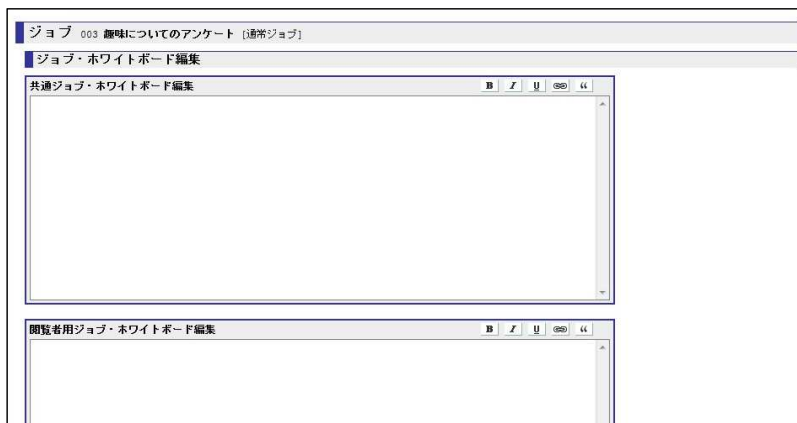 ジョブ 003 趣味についてのアンケート [通常ジョブ]
ジョブ・ホワイトボード編集
共通ジョブ・ホワイトボード編集 B I U “
閲覧者用ジョブ・ホワイトボード編集 B I U “